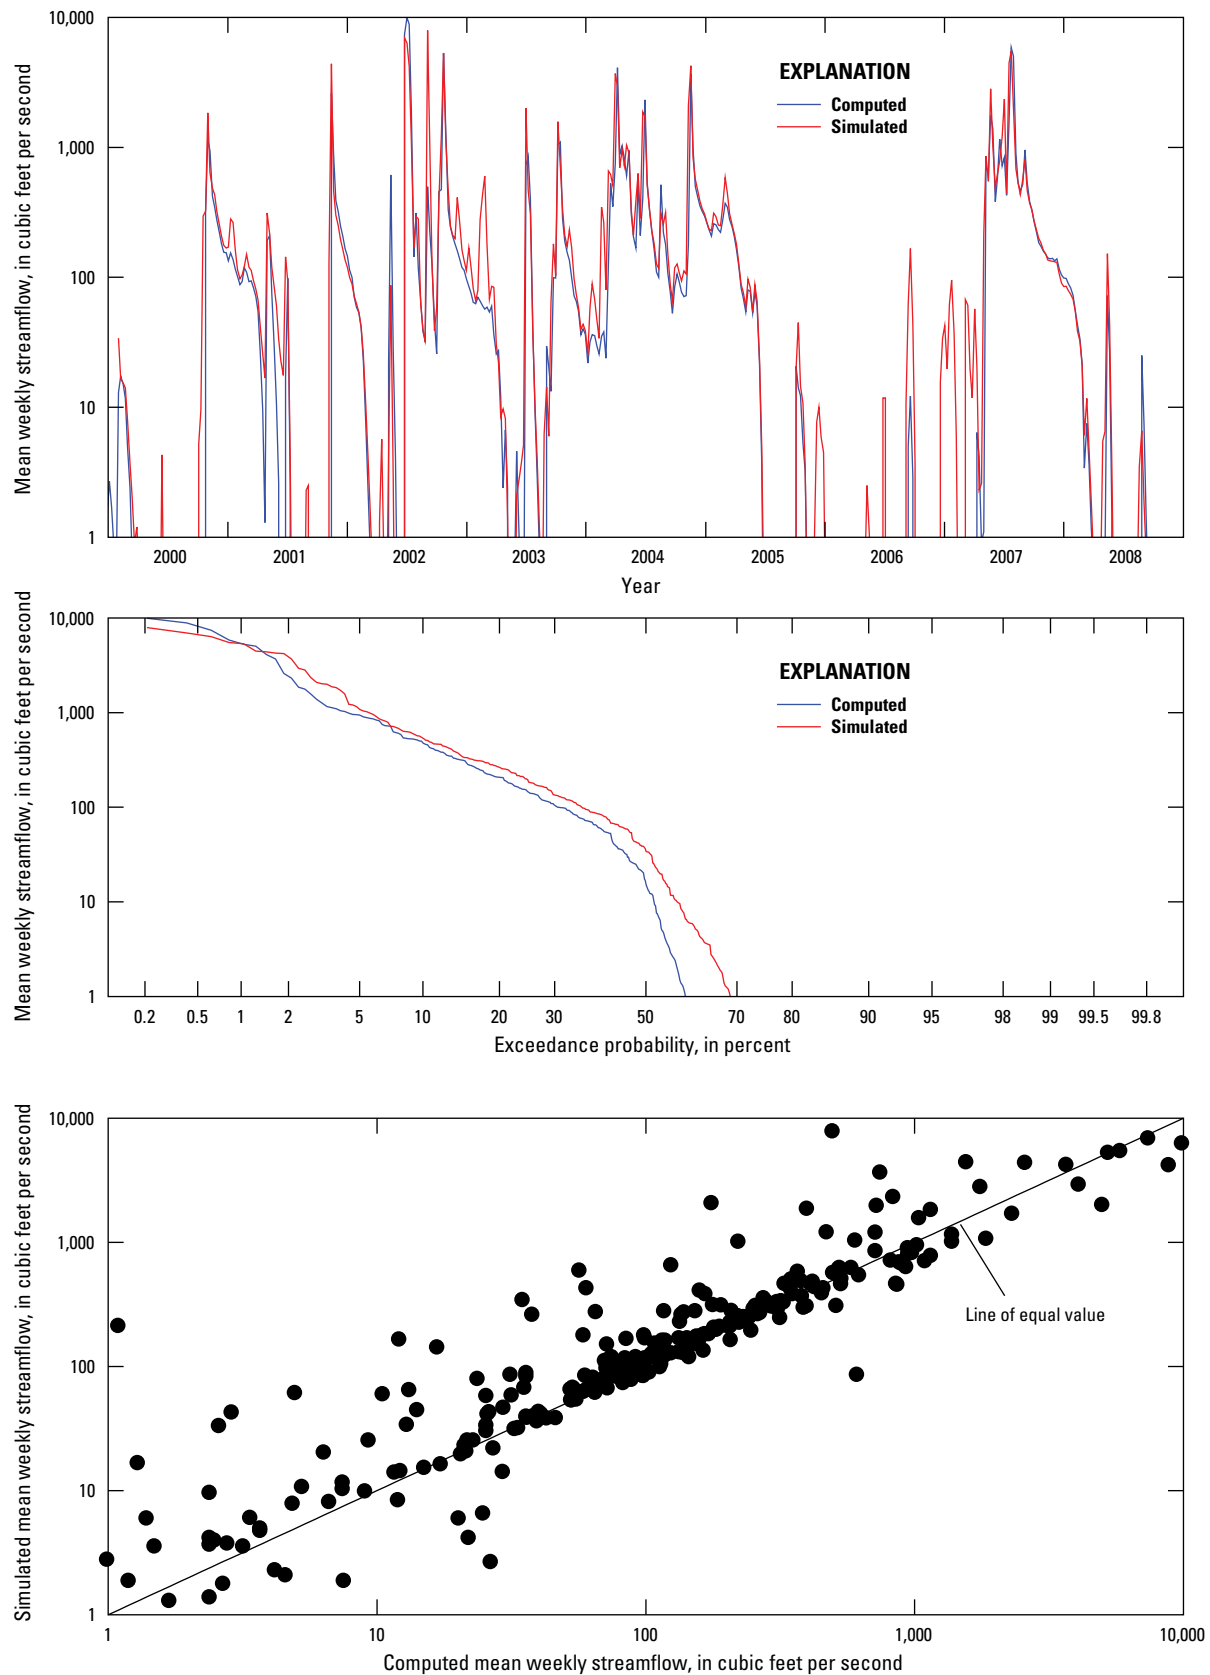 Mean weekly streamflow, in cubic feet per second
10,000
1,000
100
10
1
EXPLANATION
Computed
Simulated
2000 2001 2002 2003 2004 2005 2006 2007 2008
Year
Mean weekly streamflow, in cubic feet per second
10,000
1,000
100
10
1
EXPLANATION
Computed
Simulated
0.2 0.5 1 2 5 10 20 30 50 70 80 90 95 98 99 99.5 99.8
Exceedance probability, in percent
Simulated mean weekly streamflow, in cubic feet per second
10,000
1,000
100
10
1
Line of equal value
1 10 100 1,000 10,000
Computed mean weekly streamflow, in cubic feet per second